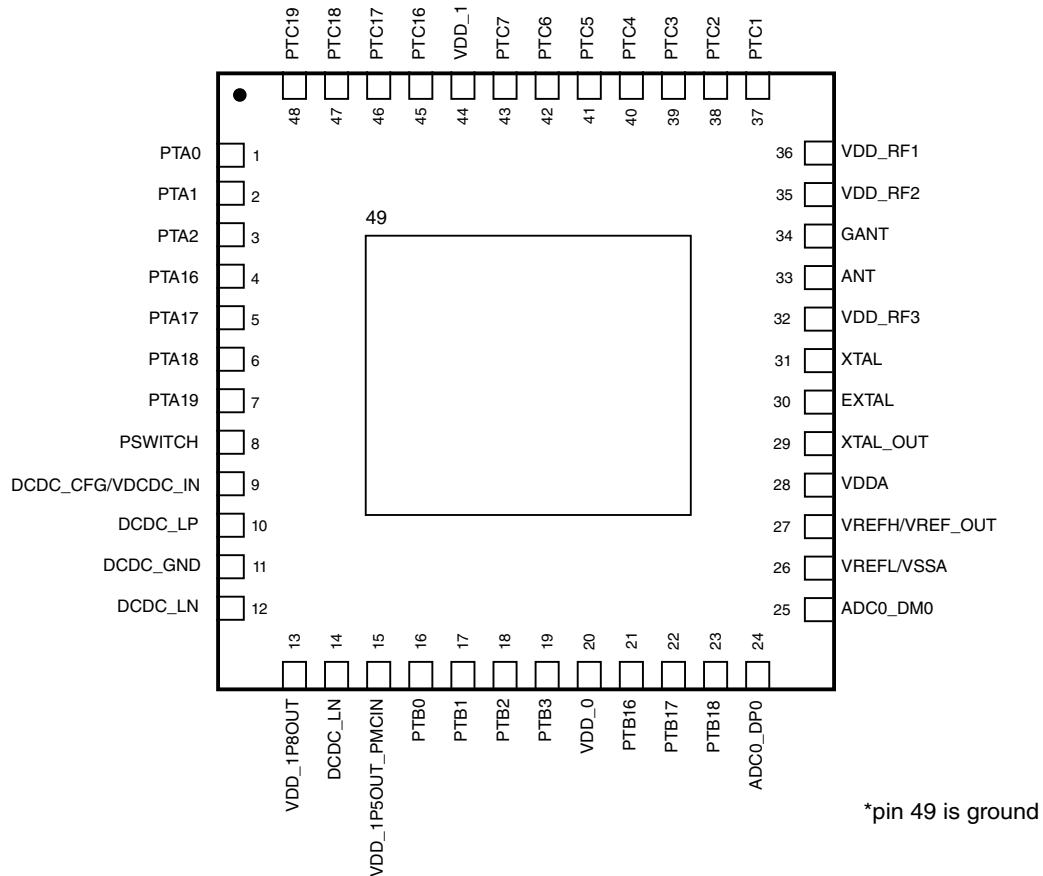 PTC19
PTC18
PTC17
PTC16
VDD_1
PTC7
PTC6
PTC5
PTC4
PTC3
PTC2
PTC1
48
47
46
45
44
43
42
41
40
39
38
37
PTA0 1
PTA1 2
PTA2 3
PTA16 4
PTA17 5
PTA18 6
PTA19 7
PSWITCH 8
DCDC_CFG/VDCDC_IN 9
DCDC_LP 10
DCDC_GND 11
DCDC_LN 12
49
36 VDD_RF1
35 VDD_RF2
34 GANT
33 ANT
32 VDD_RF3
31 XTAL
30 EXTAL
29 XTAL_OUT
28 VDDA
27 VREFH/VREF_OUT
26 VREFL/VSSA
25 ADC0_DM0
13
14
15
16
17
18
19
20
21
22
23
24
VDD_1P8OUT
DCDC_LN
VDD_1P5OUT_PMCIN
PTB0
PTB1
PTB2
PTB3
VDD_0
PTB16
PTB17
PTB18
ADC0_DP0
*pin 49 is ground